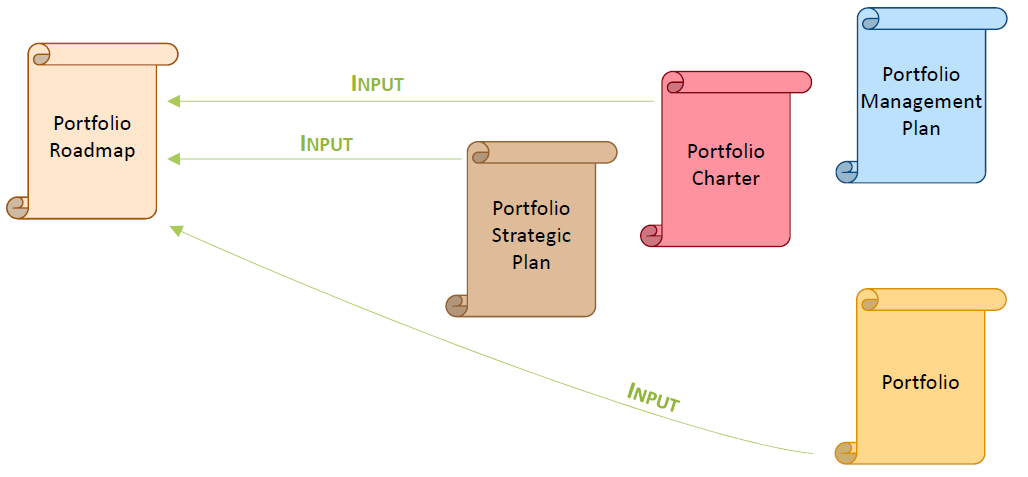 Portfolio
Roadmap
INPUT
INPUT
Portfolio
Strategic
Plan
Portfolio
Charter
Portfolio
Management
Plan
INPUT
Portfolio